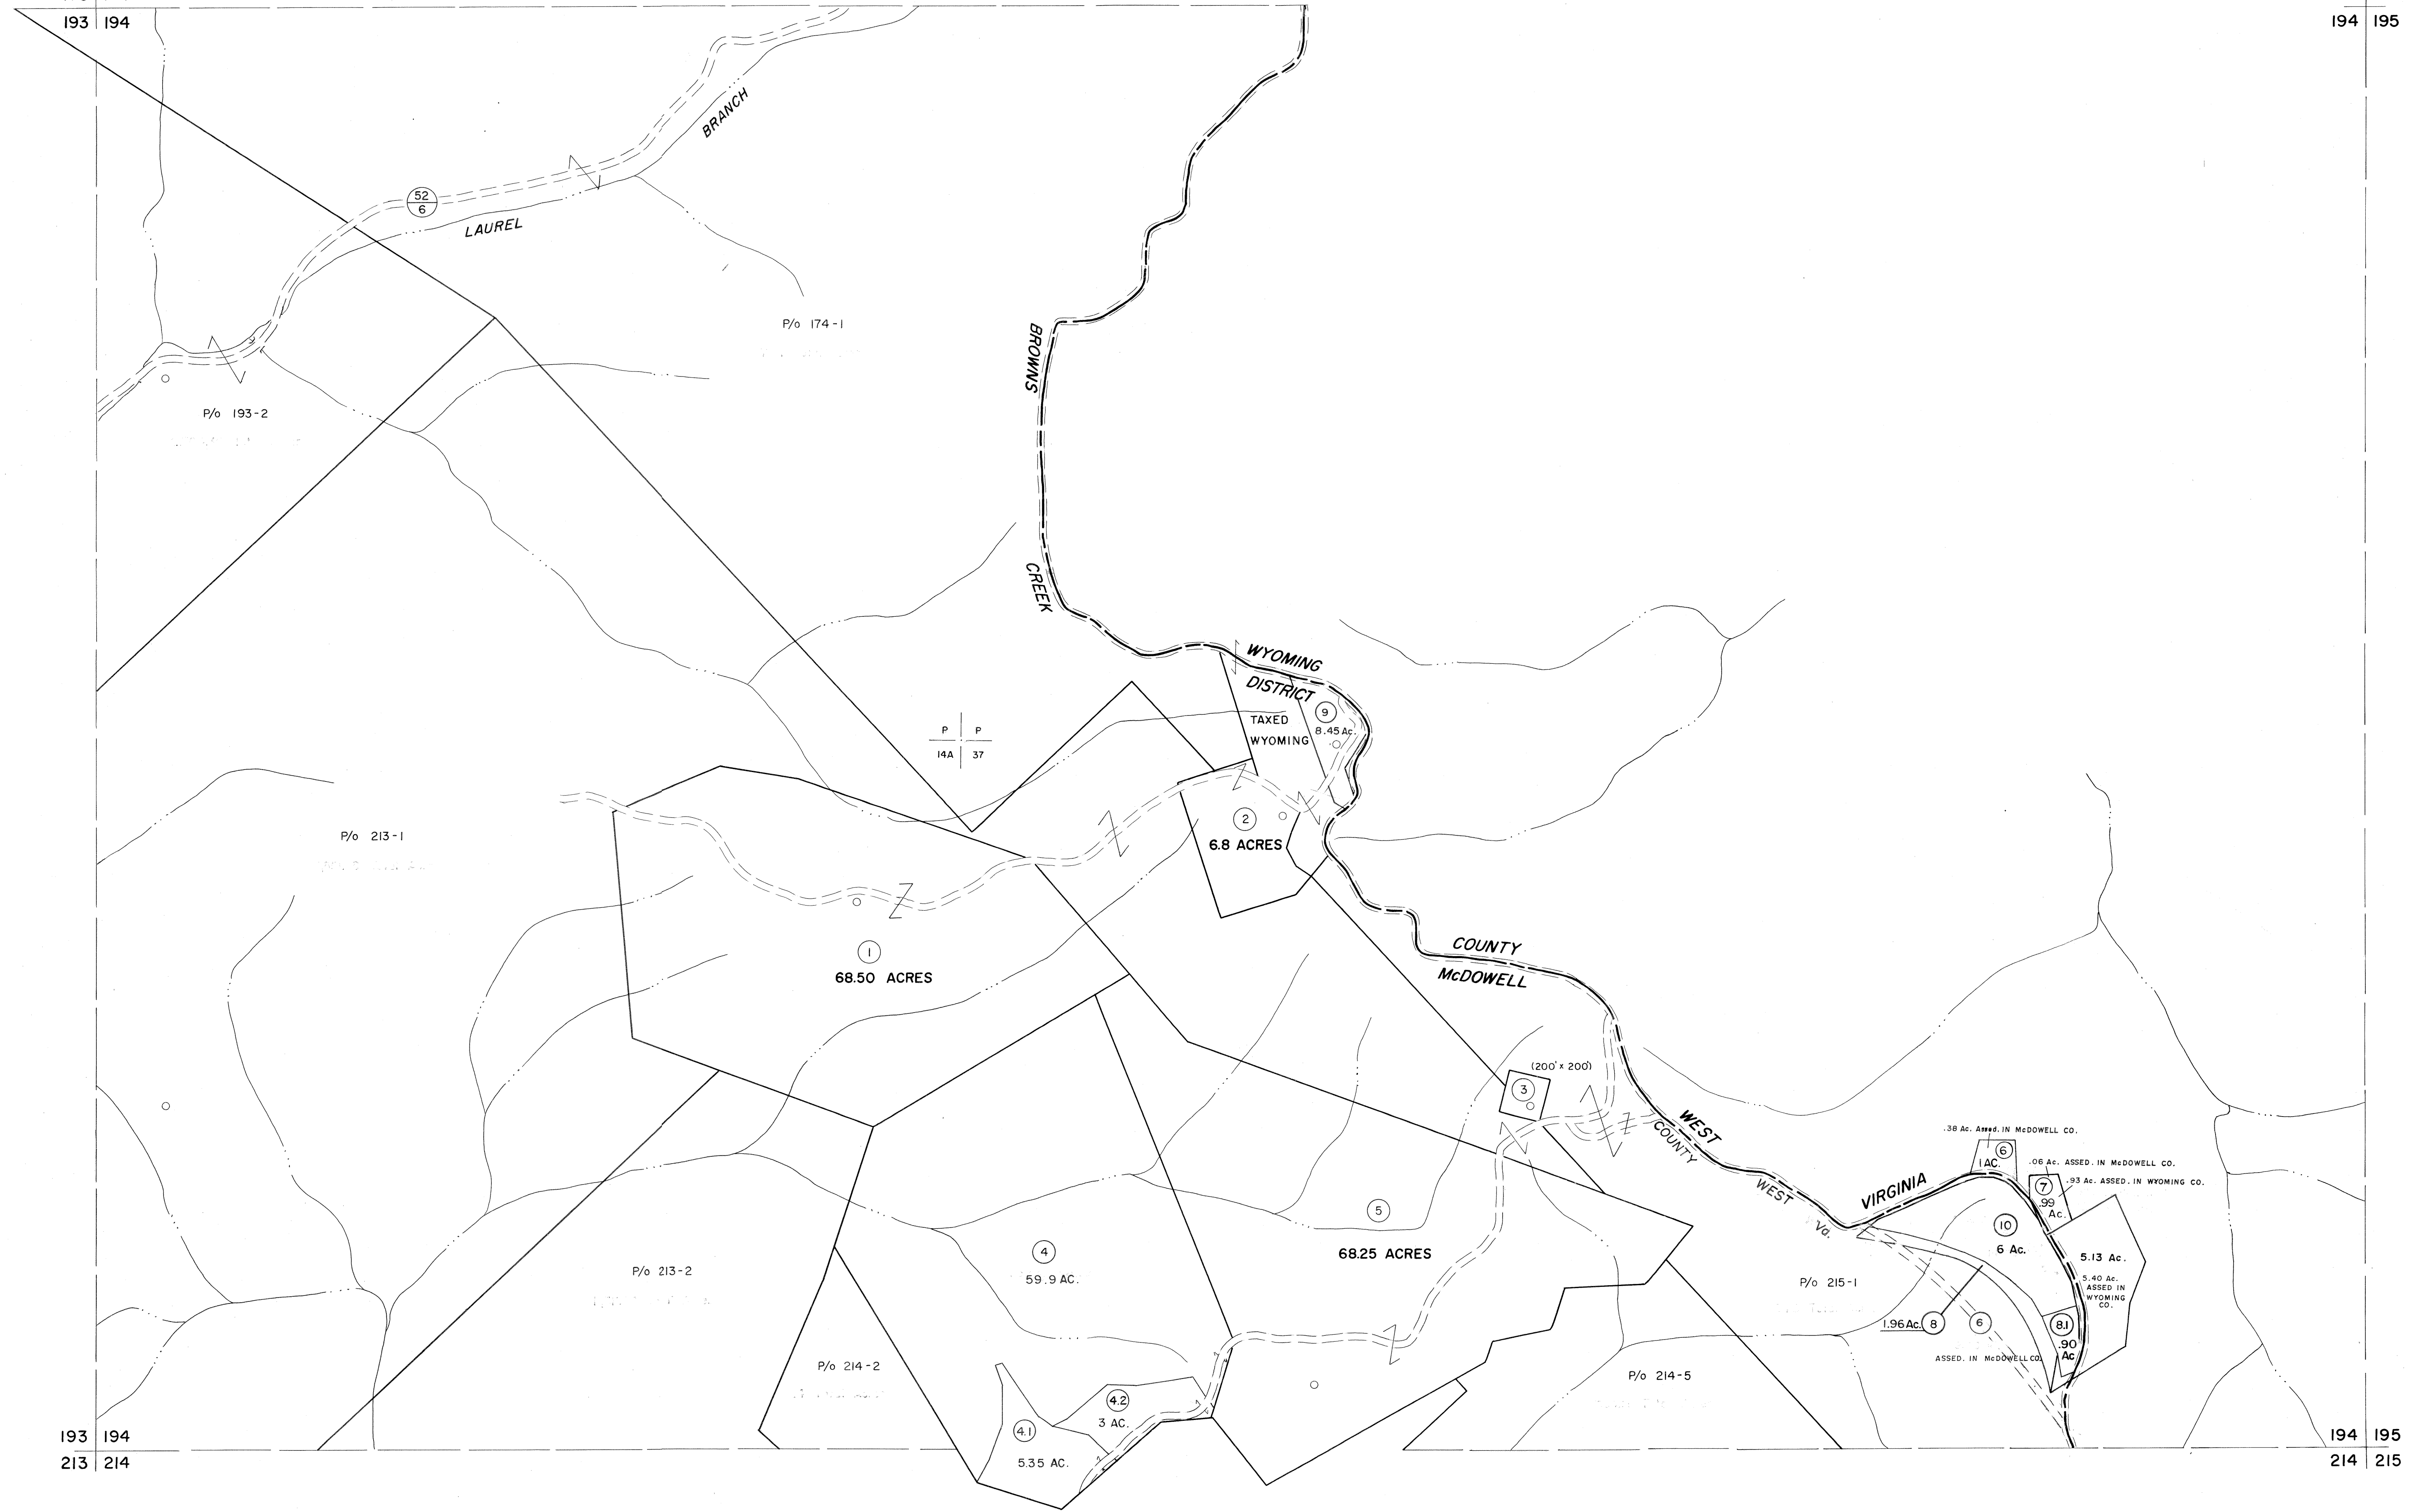 193 194
194 195
BRANCH
52
6
LAUREL
P/o 174-1
BROWNS
P/o 193-2
CREEK
WYOMING
DISTRICT
TAXED
WYOMING
9
8.45 Ac.
P P
14A 37
P/o 213-1
2
6.8 ACRES
1
68.50 ACRES
COUNTY
McDOWELL
(200' x 200')
3
WEST
COUNTY
WEST
Va.
VIRGINIA
.38 Ac. Assd. IN McDOWELL CO.
6
1 AC.
.06 Ac. ASSED. IN McDOWELL CO.
7
.93 Ac. ASSED. IN WYOMING CO.
.99
Ac.
10
6 Ac.
5.13 Ac.
5.40 Ac.
ASSED IN
WYOMING
CO.
5
68.25 ACRES
4
59.9 AC.
P/o 213-2
P/o 215-1
1.96 Ac. 8
6
8.1
.90
Ac
ASSED. IN McDOWELL CO.
P/o 214-2
P/o 214-5
4.2
3 AC.
4.1
5.35 AC.
193 194
213 214
194 195
214 215